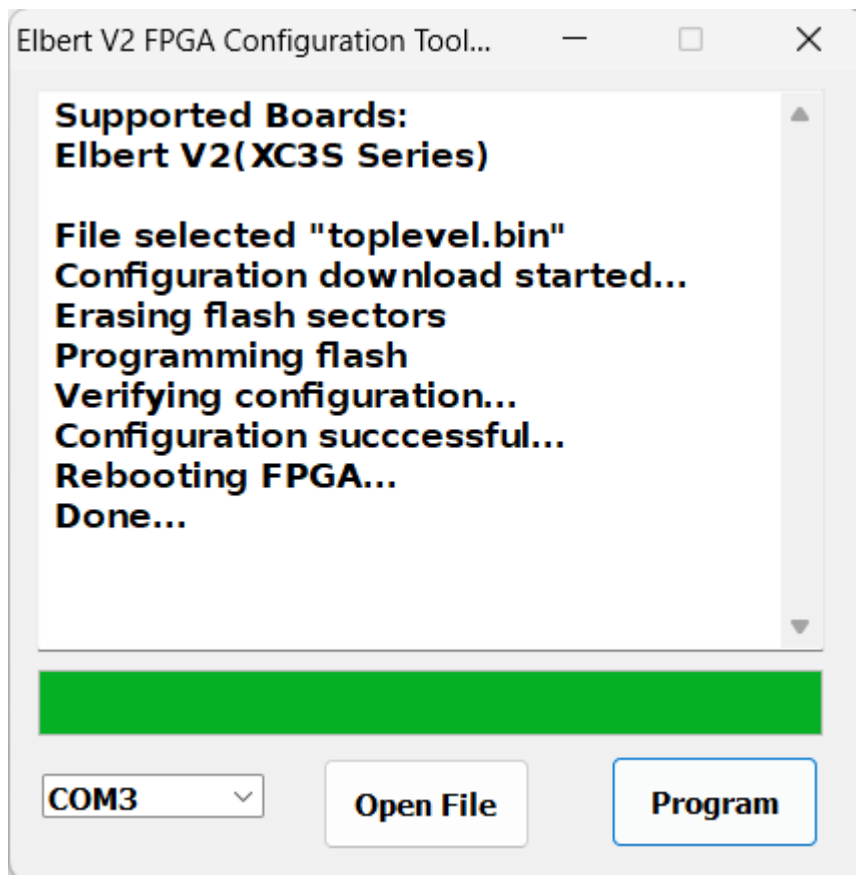 Elbert V2 FPGA Configuration Tool...
Supported Boards:
Elbert V2(XC3S Series)
File selected "toplevel.bin"
Configuration download started...
Erasing flash sectors
Programming flash
Verifying configuration...
Configuration succcessful...
Rebooting FPGA...
Done...
COM3
Open File
Program